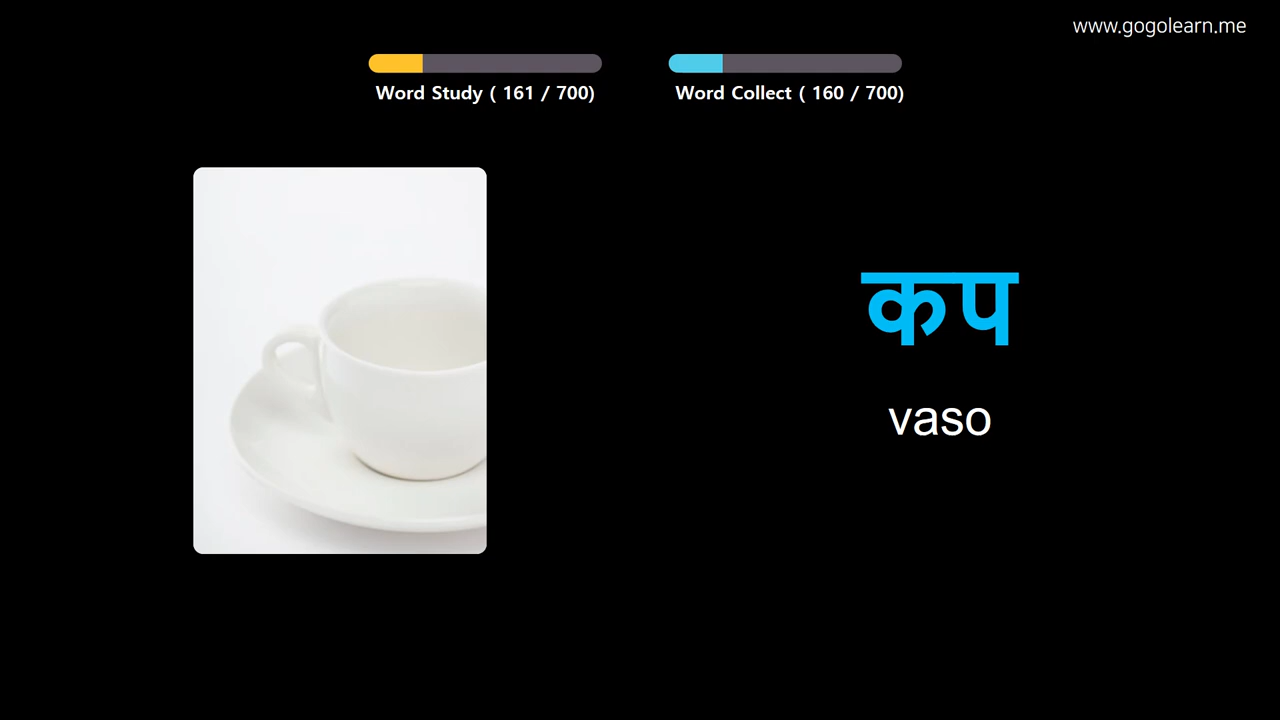 www.gogolearn.me
Word Study ( 161 / 700)
Word Collect ( 160 / 700)
कप
vaso